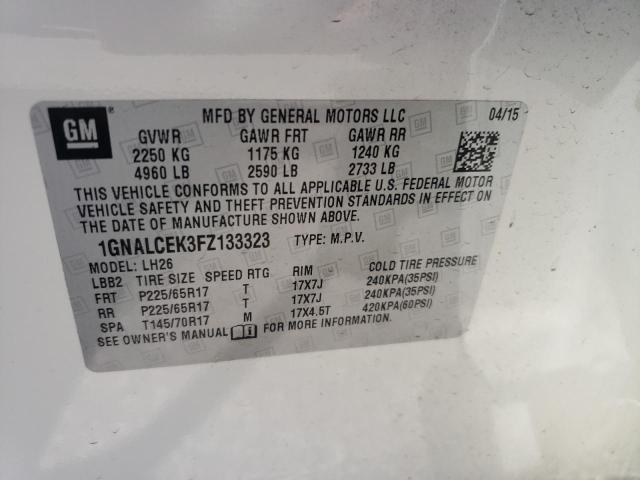 GM
MFD BY GENERAL MOTORS LLC 04/15
GVWR GAWR FRT GAWR RR
2250 KG 1175 KG 1240 KG
4960 LB 2590 LB 2733 LB
THIS VEHICLE CONFORMS TO ALL APPLICABLE U.S. FEDERAL MOTOR
VEHICLE SAFETY AND THEFT PREVENTION STANDARDS IN EFFECT ON
THE DATE OF MANUFACTURE SHOWN ABOVE.
1GNALCEK3FZ133323 TYPE: M.P.V.
MODEL: LH26
LBB2 TIRE SIZE SPEED RTG RIM COLD TIRE PRESSURE
FRT P225/65R17 T 17X7J 240KPA(35PSI)
RR P225/65R17 T 17X7J 240KPA(35PSI)
SPA T145/70R17 M 17X4.5T 420KPA(60PSI)
SEE OWNER'S MANUAL FOR MORE INFORMATION.